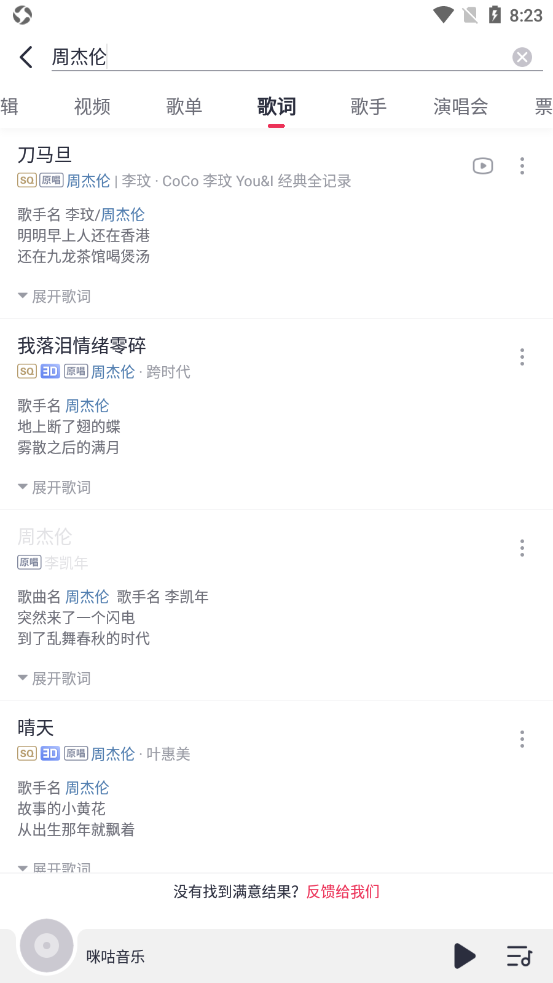 8:23
周杰伦
辑 视频 歌单 歌词 歌手 演唱会 票
刀马旦
SQ 原唱 周杰伦 | 李玟 · CoCo 李玟 You&I 经典全记录
歌手名 李玟/周杰伦
明明早上人还在香港
还在九龙茶馆喝煲汤
展开歌词
我落泪情绪零碎
SQ 3D 原唱 周杰伦 · 跨时代
歌手名 周杰伦
地上断了翅的蝶
雾散之后的满月
展开歌词
周杰伦
原唱 李凯年
歌曲名 周杰伦 歌手名 李凯年
突然来了一个闪电
到了乱舞春秋的时代
展开歌词
晴天
SQ 3D 原唱 周杰伦 · 叶惠美
歌手名 周杰伦
故事的小黄花
从出生那年就飘着
展开歌词
没有找到满意结果？反馈给我们
咪咕音乐